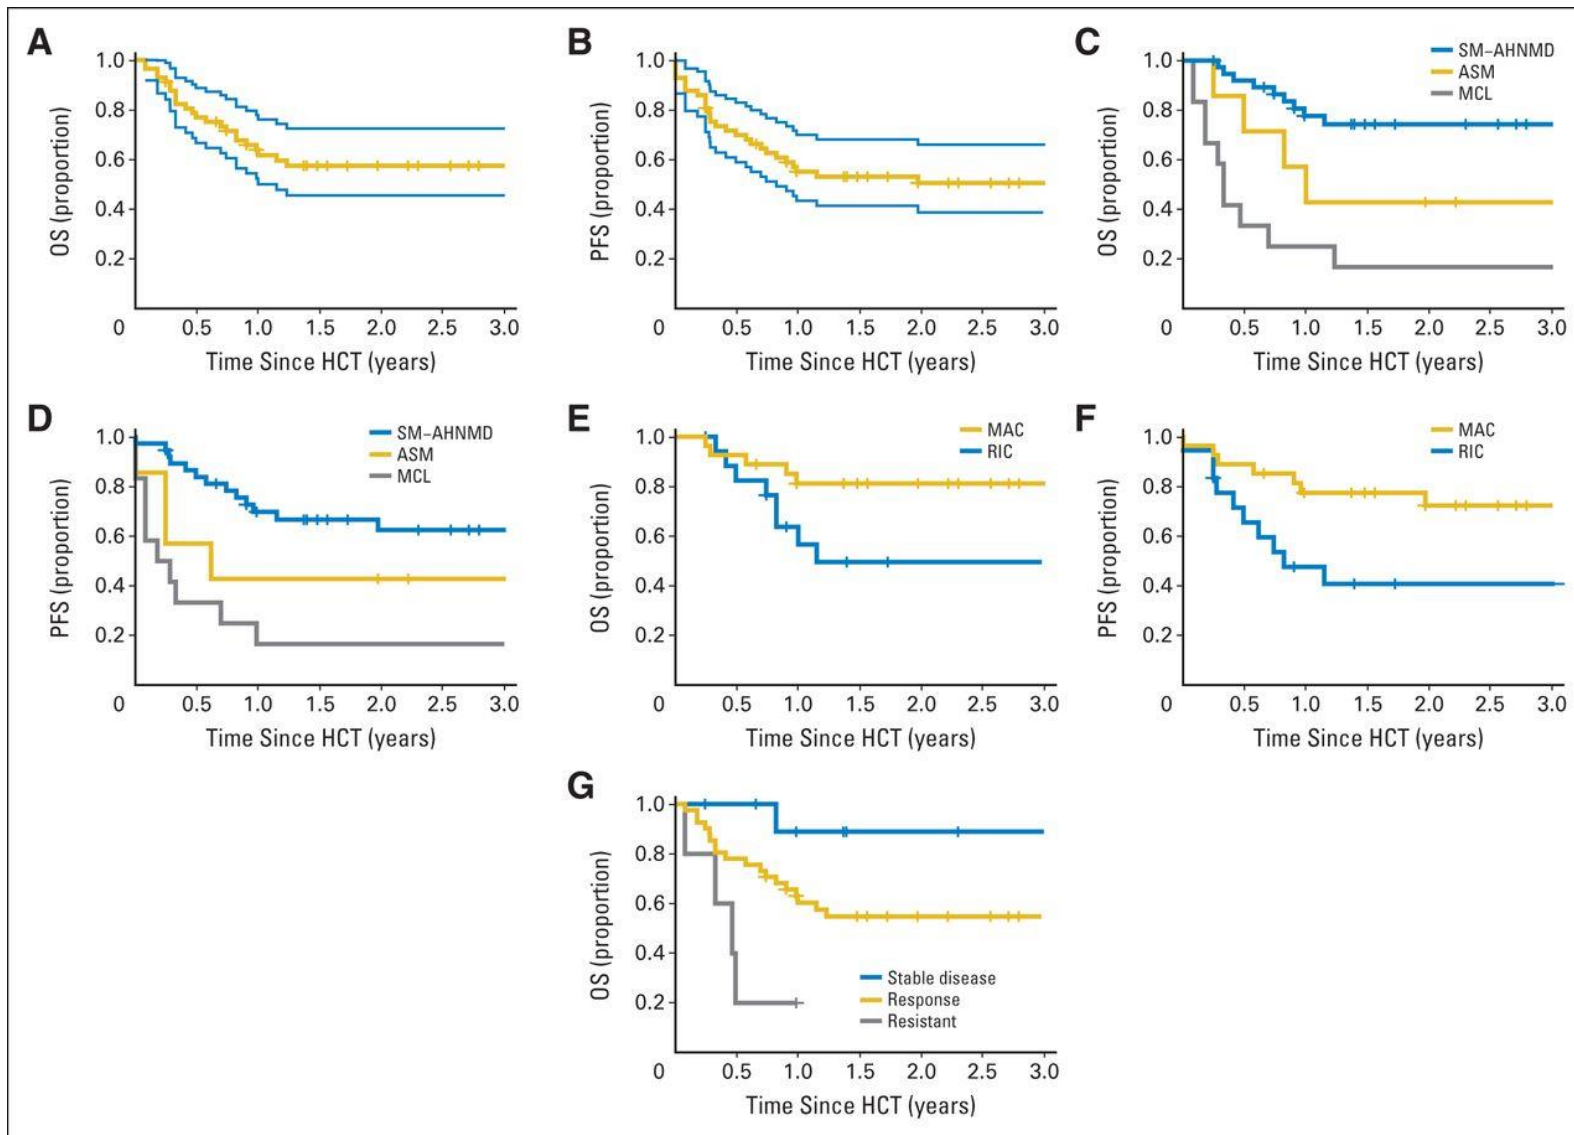 A
1.0
0.8
0.6
0.4
0.2
OS (proportion)
0 0.5 1.0 1.5 2.0 2.5 3.0
Time Since HCT (years)
B
1.0
0.8
0.6
0.4
0.2
PFS (proportion)
0 0.5 1.0 1.5 2.0 2.5 3.0
Time Since HCT (years)
C
SM–AHNMD
ASM
MCL
1.0
0.8
0.6
0.4
0.2
OS (proportion)
0 0.5 1.0 1.5 2.0 2.5 3.0
Time Since HCT (years)
D
SM–AHNMD
ASM
MCL
1.0
0.8
0.6
0.4
0.2
PFS (proportion)
0 0.5 1.0 1.5 2.0 2.5 3.0
Time Since HCT (years)
E
MAC
RIC
1.0
0.8
0.6
0.4
0.2
OS (proportion)
0 0.5 1.0 1.5 2.0 2.5 3.0
Time Since HCT (years)
F
MAC
RIC
1.0
0.8
0.6
0.4
0.2
PFS (proportion)
0 0.5 1.0 1.5 2.0 2.5 3.0
Time Since HCT (years)
G
1.0
0.8
0.6
0.4
0.2
OS (proportion)
Stable disease
Response
Resistant
0 0.5 1.0 1.5 2.0 2.5 3.0
Time Since HCT (years)